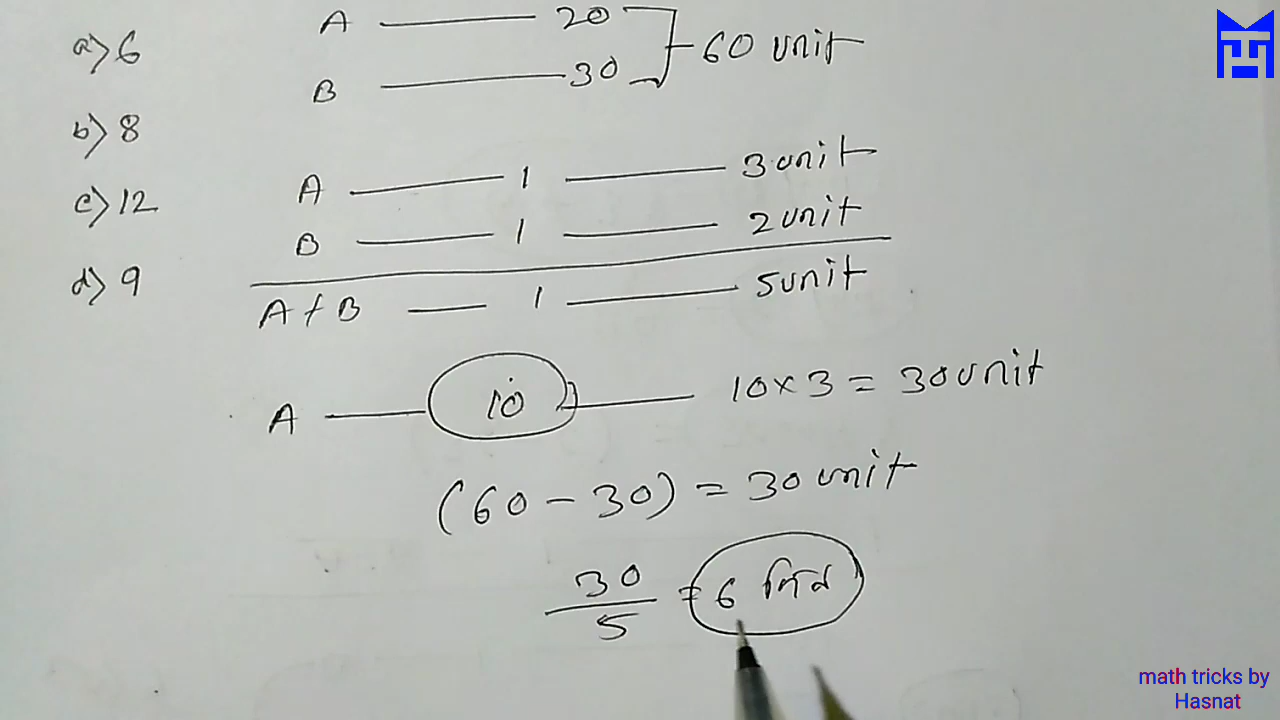 a) 6
b) 8
c) 12
d) 9
A — 20
B — 30
60 unit
A — 1 — 3 unit
B — 1 — 2 unit
A + B — 1 — 5 unit
A — 10 — 10 × 3 = 30 unit
(60 - 30) = 30 unit
30/5 = 6 মিনি
math tricks by
Hasnat